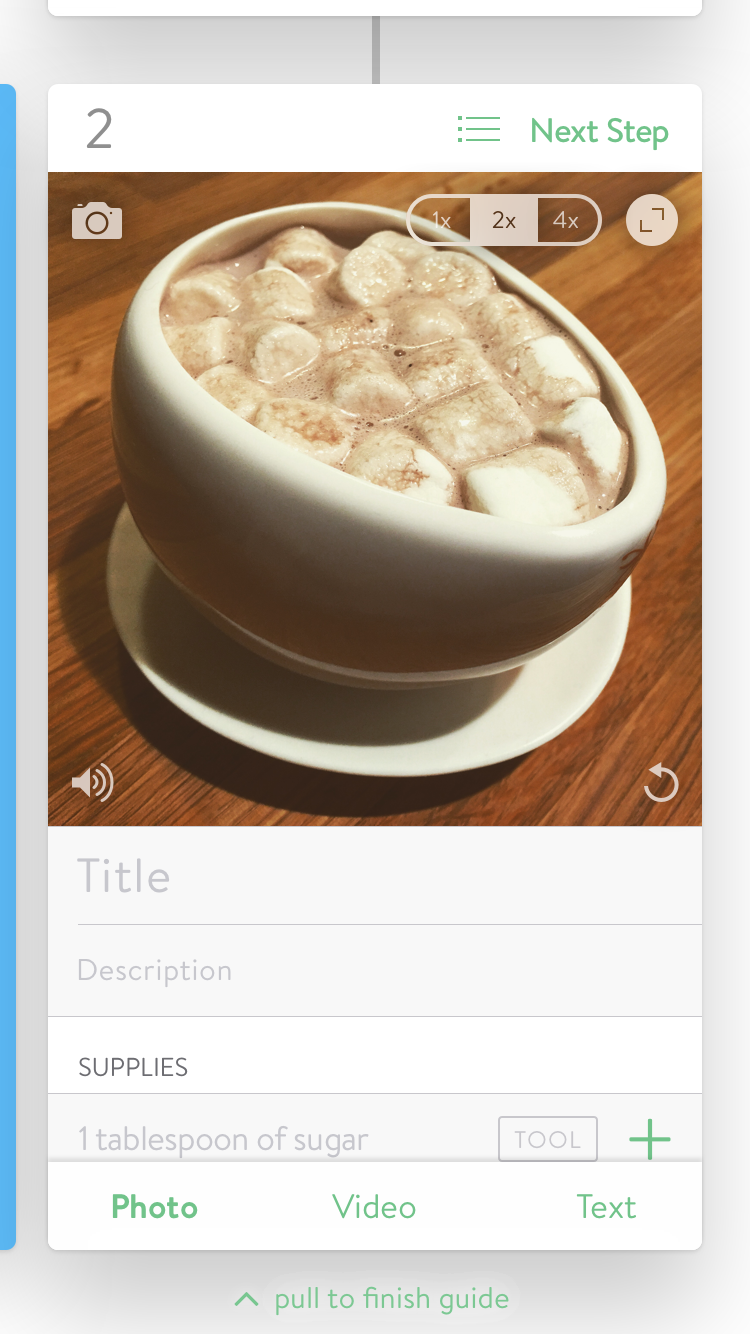 2
Next Step
1x 2x 4x
Title
Description
SUPPLIES
1 tablespoon of sugar
TOOL
Photo Video Text
pull to finish guide